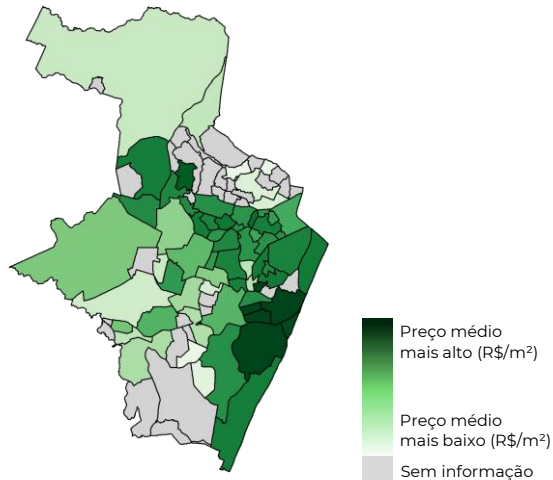 Preço médio
mais alto (R$/m²)
Preço médio
mais baixo (R$/m²)
Sem informação